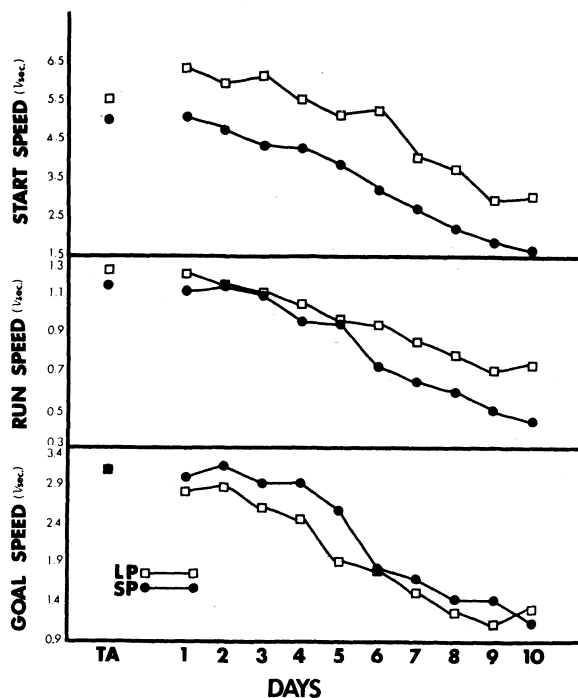 START SPEED (1/sec.)
6.5
5.5
4.5
3.5
2.5
1.5
RUN SPEED (1/sec.)
1.3
1.1
0.9
0.7
0.5
0.3
GOAL SPEED (1/sec.)
3.4
2.9
2.4
1.9
1.4
0.9
LP
SP
TA 1 2 3 4 5 6 7 8 9 10
DAYS